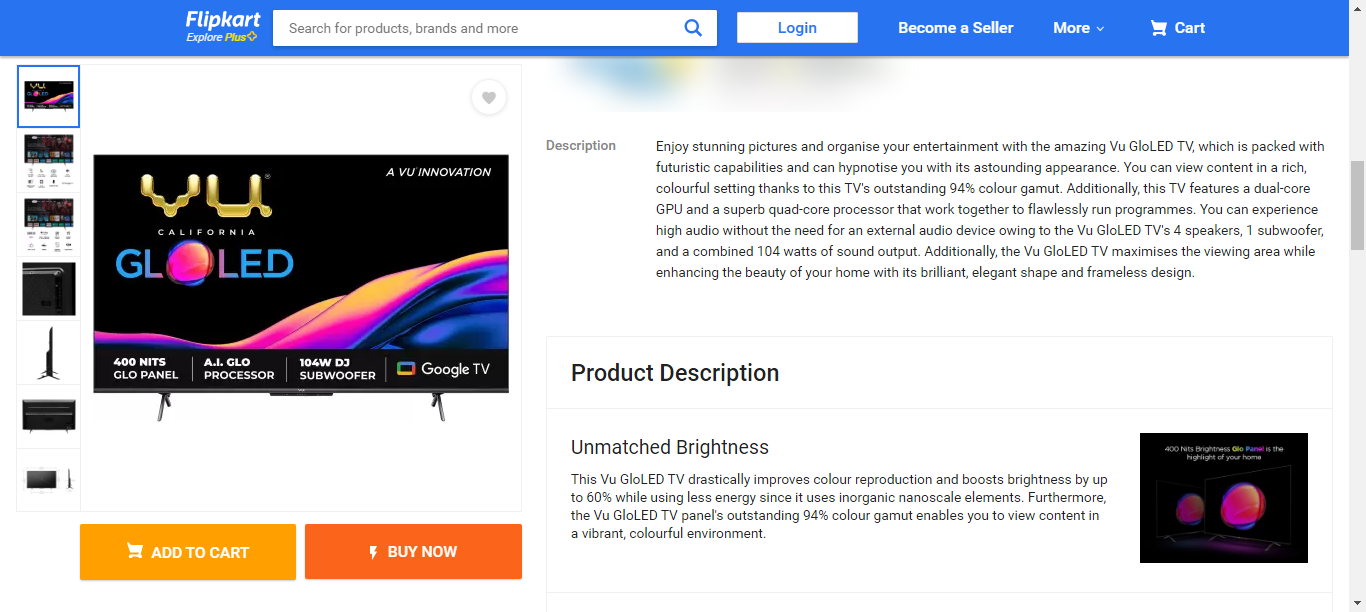 Flipkart
Explore Plus
Search for products, brands and more
Login
Become a Seller
More
Cart
VU
GLOLED
A VU INNOVATION
VU
CALIFORNIA
GLOLED
400 NITS
GLO PANEL
A.I. GLO
PROCESSOR
104W DJ
SUBWOOFER
Google TV
ADD TO CART
BUY NOW
Description
Enjoy stunning pictures and organise your entertainment with the amazing Vu GloLED TV, which is packed with
futuristic capabilities and can hypnotise you with its astounding appearance. You can view content in a rich,
colourful setting thanks to this TV's outstanding 94% colour gamut. Additionally, this TV features a dual-core
GPU and a superb quad-core processor that work together to flawlessly run programmes. You can experience
high audio without the need for an external audio device owing to the Vu GloLED TV's 4 speakers, 1 subwoofer,
and a combined 104 watts of sound output. Additionally, the Vu GloLED TV maximises the viewing area while
enhancing the beauty of your home with its brilliant, elegant shape and frameless design.
Product Description
Unmatched Brightness
This Vu GloLED TV drastically improves colour reproduction and boosts brightness by up
to 60% while using less energy since it uses inorganic nanoscale elements. Furthermore,
the Vu GloLED TV panel's outstanding 94% colour gamut enables you to view content in
a vibrant, colourful environment.
400 Nits Brightness Glo Panel is the
highlight of your home